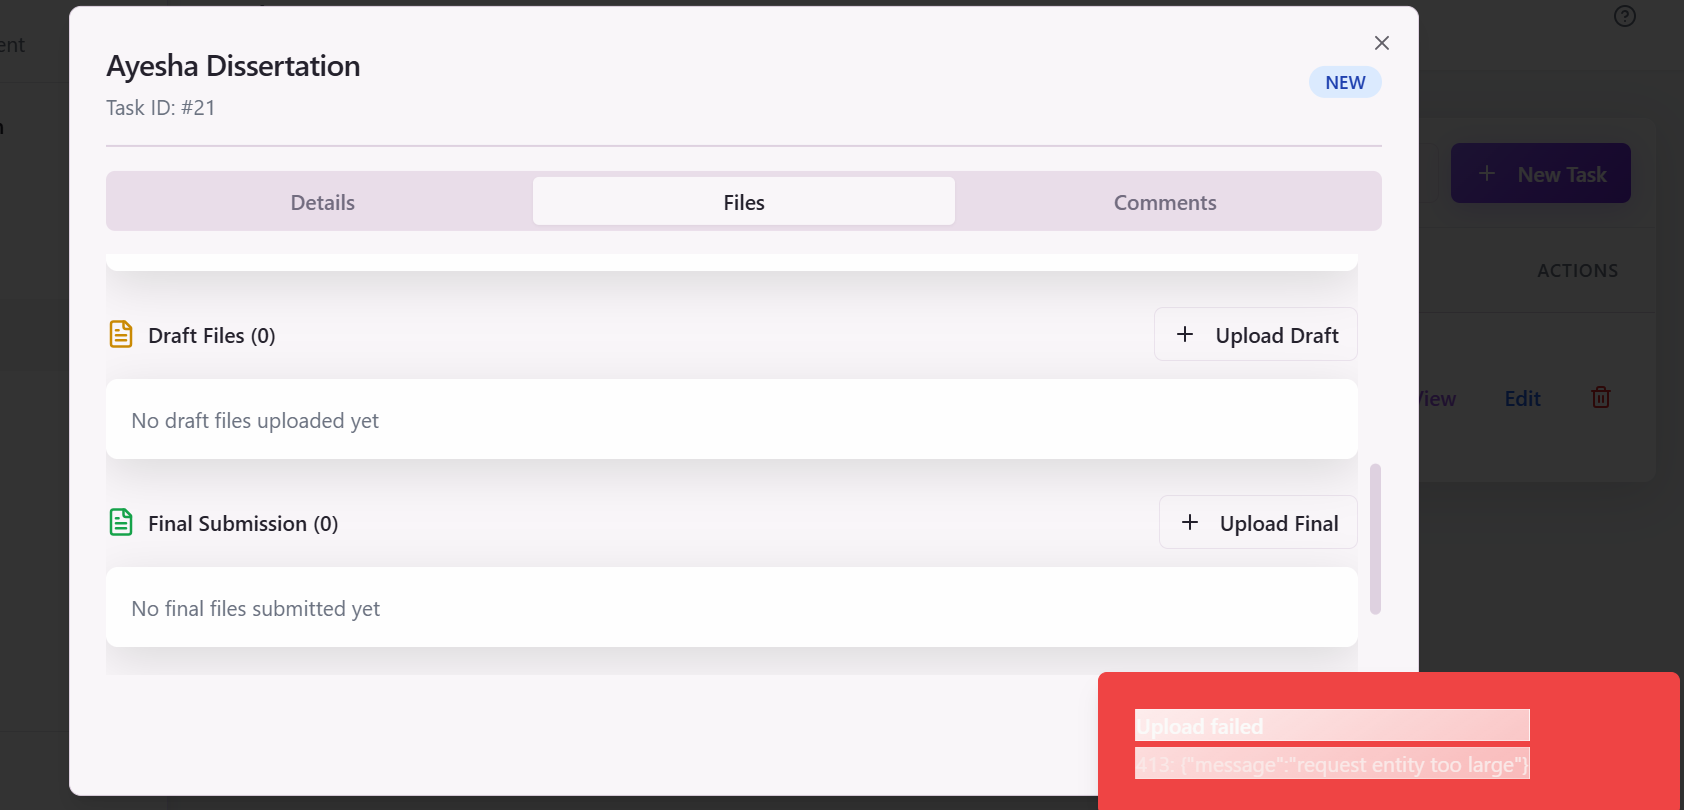 ent
Ayesha Dissertation
NEW
Task ID: #21
New Task
Details
Files
Comments
ACTIONS
Draft Files (0)
Upload Draft
View
Edit
No draft files uploaded yet
Final Submission (0)
Upload Final
No final files submitted yet
Upload failed
413: {"message":"request entity too large"}